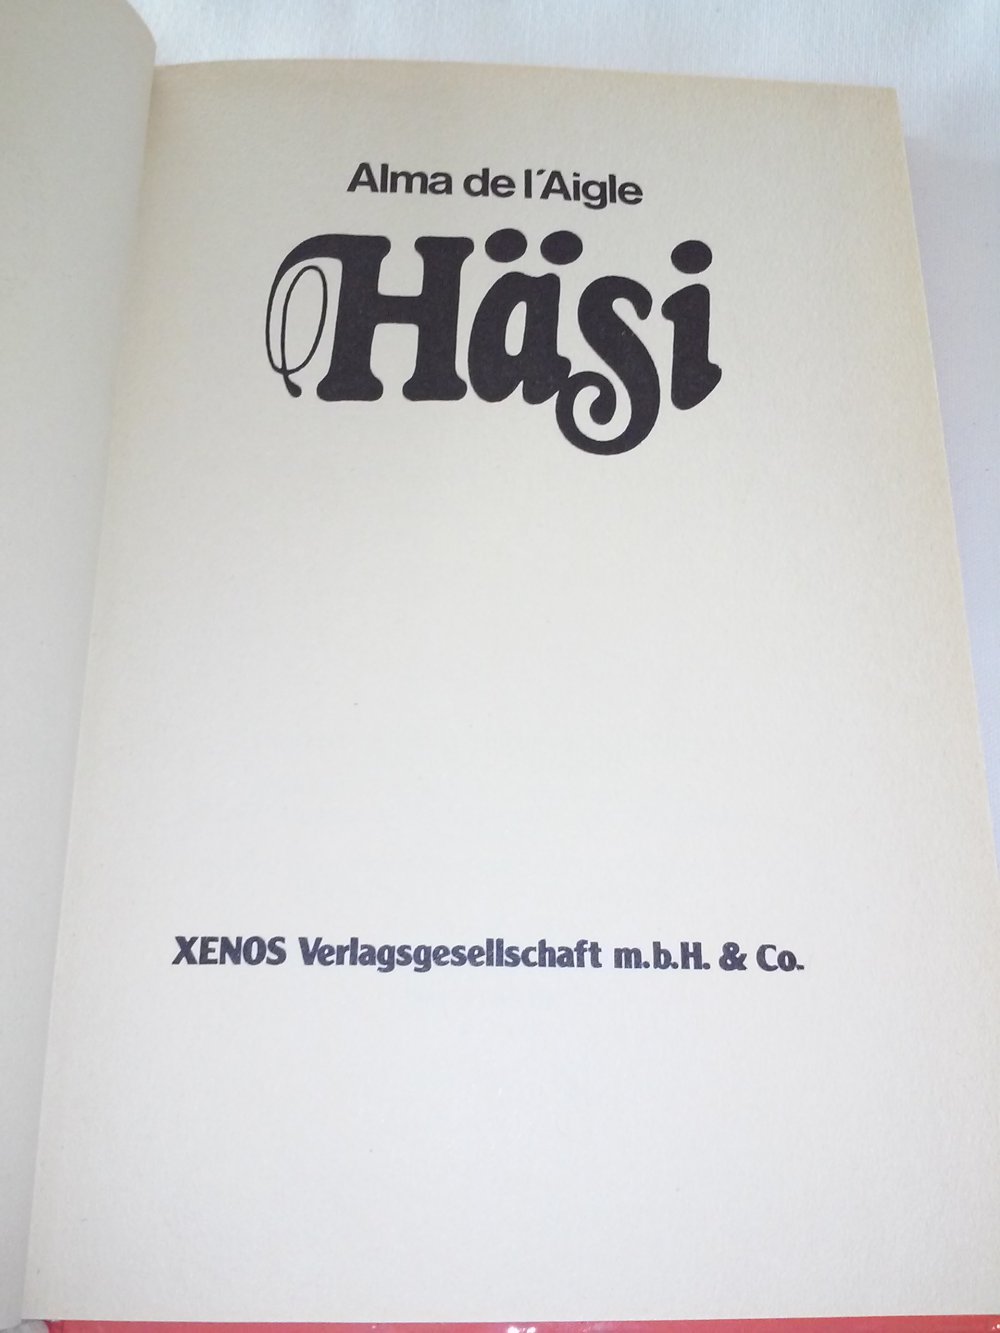 Alma de l´Aigle
Häsi
XENOS Verlagsgesellschaft m.b.H. & Co.